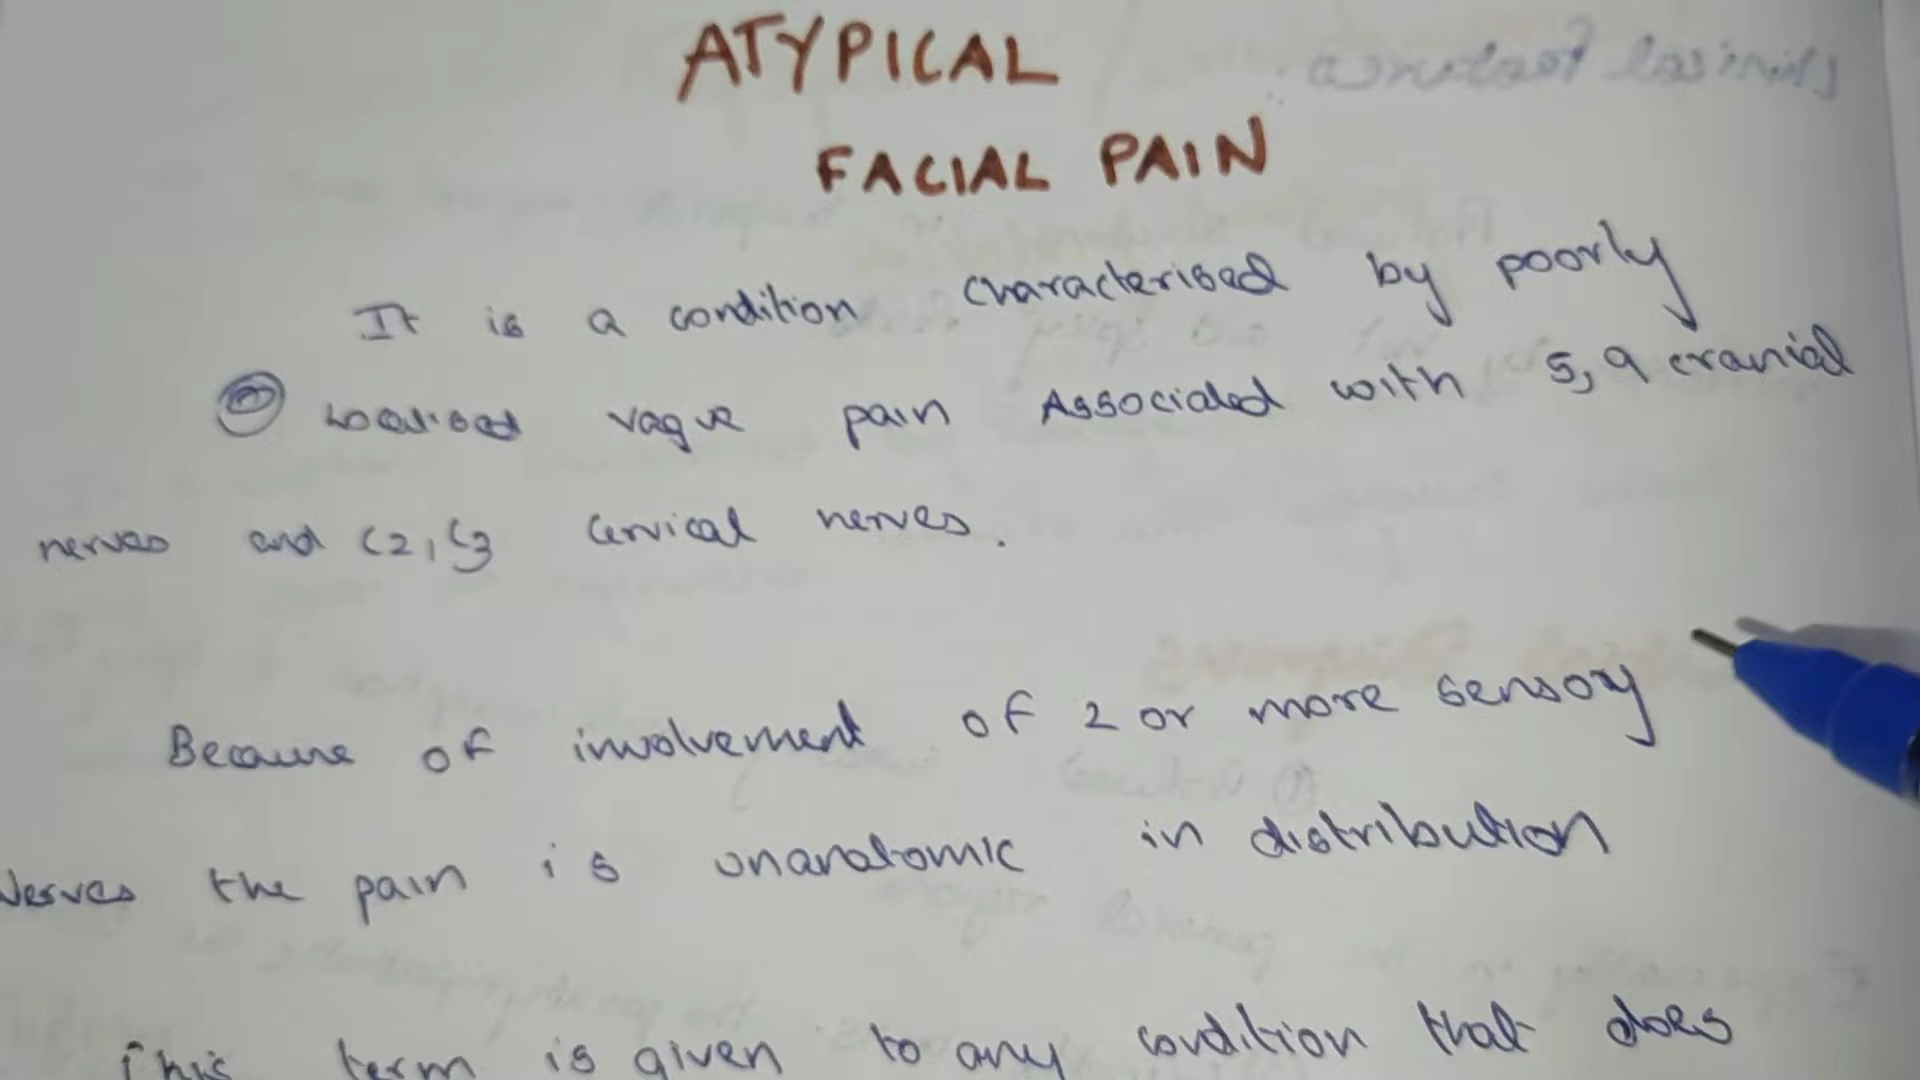 ATYPICAL
FACIAL PAIN
It is a condition characterised by poorly
Localised vague pain Associated with 5, 9 cranial
nerves and C2, C3 Cervical nerves.
Because of involvement of 2 or more sensory
Nerves the pain is unanatomic in distribution
This term is given to any condition that does